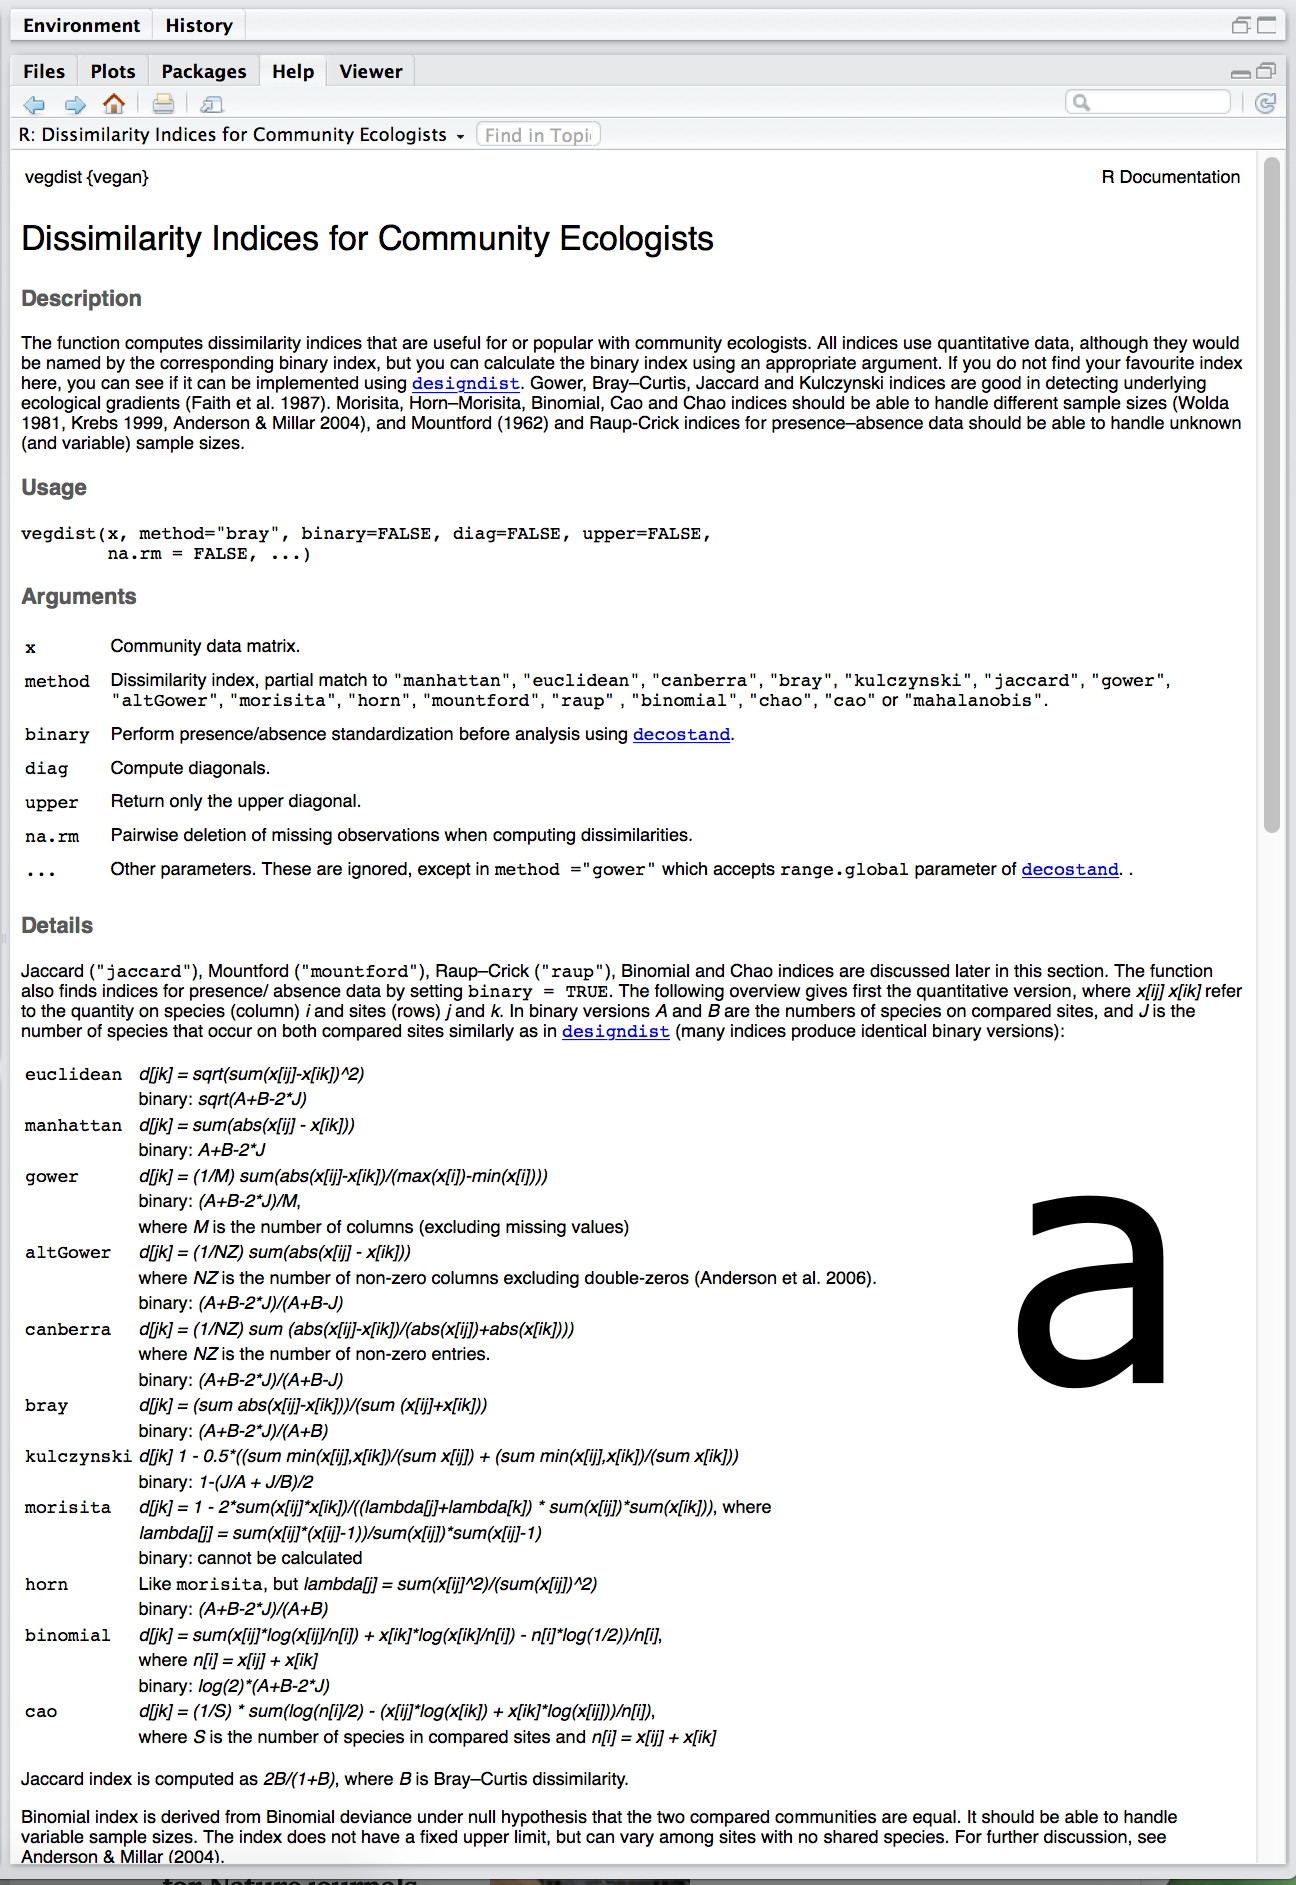 Environment History
Files Plots Packages Help Viewer
R: Dissimilarity Indices for Community Ecologists Find in Topi
vegdist {vegan} R Documentation
Dissimilarity Indices for Community Ecologists
Description
The function computes dissimilarity indices that are useful for or popular with community ecologists. All indices use quantitative data, although they would
be named by the corresponding binary index, but you can calculate the binary index using an appropriate argument. If you do not find your favourite index
here, you can see if it can be implemented using designdist. Gower, Bray–Curtis, Jaccard and Kulczynski indices are good in detecting underlying
ecological gradients (Faith et al. 1987). Morisita, Horn–Morisita, Binomial, Cao and Chao indices should be able to handle different sample sizes (Wolda
1981, Krebs 1999, Anderson & Millar 2004), and Mountford (1962) and Raup-Crick indices for presence–absence data should be able to handle unknown
(and variable) sample sizes.
Usage
vegdist(x, method="bray", binary=FALSE, diag=FALSE, upper=FALSE,
na.rm = FALSE, ...)
Arguments
x Community data matrix.
method Dissimilarity index, partial match to "manhattan", "euclidean", "canberra", "bray", "kulczynski", "jaccard", "gower",
"altGower", "morisita", "horn", "mountford", "raup" , "binomial", "chao", "cao" or "mahalanobis".
binary Perform presence/absence standardization before analysis using decostand.
diag Compute diagonals.
upper Return only the upper diagonal.
na.rm Pairwise deletion of missing observations when computing dissimilarities.
... Other parameters. These are ignored, except in method ="gower" which accepts range.global parameter of decostand. .
Details
Jaccard ("jaccard"), Mountford ("mountford"), Raup–Crick ("raup"), Binomial and Chao indices are discussed later in this section. The function
also finds indices for presence/ absence data by setting binary = TRUE. The following overview gives first the quantitative version, where x[ij] x[ik] refer
to the quantity on species (column) i and sites (rows) j and k. In binary versions A and B are the numbers of species on compared sites, and J is the
number of species that occur on both compared sites similarly as in designdist (many indices produce identical binary versions):
euclidean d[jk] = sqrt(sum(x[ij]-x[ik])^2)
binary: sqrt(A+B-2*J)
manhattan d[jk] = sum(abs(x[ij] - x[ik]))
binary: A+B-2*J
gower d[jk] = (1/M) sum(abs(x[ij]-x[ik])/(max(x[i])-min(x[i])))
binary: (A+B-2*J)/M,
where M is the number of columns (excluding missing values)
altGower d[jk] = (1/NZ) sum(abs(x[ij] - x[ik]))
where NZ is the number of non-zero columns excluding double-zeros (Anderson et al. 2006).
binary: (A+B-2*J)/(A+B-J)
canberra d[jk] = (1/NZ) sum (abs(x[ij]-x[ik])/(abs(x[ij])+abs(x[ik])))
where NZ is the number of non-zero entries.
binary: (A+B-2*J)/(A+B-J)
bray d[jk] = (sum abs(x[ij]-x[ik]))/(sum (x[ij]+x[ik]))
binary: (A+B-2*J)/(A+B)
kulczynski d[jk] 1 - 0.5*((sum min(x[ij],x[ik])/(sum x[ij]) + (sum min(x[ij],x[ik])/(sum x[ik]))
binary: 1-(J/A + J/B)/2
morisita d[jk] = 1 - 2*sum(x[ij]*x[ik])/((lambda[j]+lambda[k]) * sum(x[ij])*sum(x[ik])), where
lambda[j] = sum(x[ij]*(x[ij]-1))/sum(x[ij])*sum(x[ij]-1)
binary: cannot be calculated
horn Like morisita, but lambda[j] = sum(x[ij]^2)/(sum(x[ij])^2)
binary: (A+B-2*J)/(A+B)
binomial d[jk] = sum(x[ij]*log(x[ij]/n[i]) + x[ik]*log(x[ik]/n[i]) - n[i]*log(1/2))/n[i],
where n[i] = x[ij] + x[ik]
binary: log(2)*(A+B-2*J)
cao d[jk] = (1/S) * sum(log(n[i]/2) - (x[ij]*log(x[ik]) + x[ik]*log(x[ij]))/n[i]),
where S is the number of species in compared sites and n[i] = x[ij] + x[ik]
a
Jaccard index is computed as 2B/(1+B), where B is Bray–Curtis dissimilarity.
Binomial index is derived from Binomial deviance under null hypothesis that the two compared communities are equal. It should be able to handle
variable sample sizes. The index does not have a fixed upper limit, but can vary among sites with no shared species. For further discussion, see
Anderson & Millar (2004).